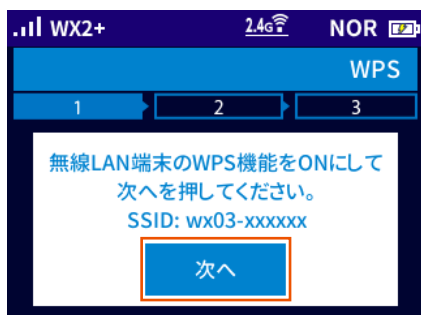 WX2+ 2.4G NOR
WPS
1 2 3
無線LAN端末のWPS機能をONにして
次へを押してください。
SSID: wx03-xxxxxx
次へ